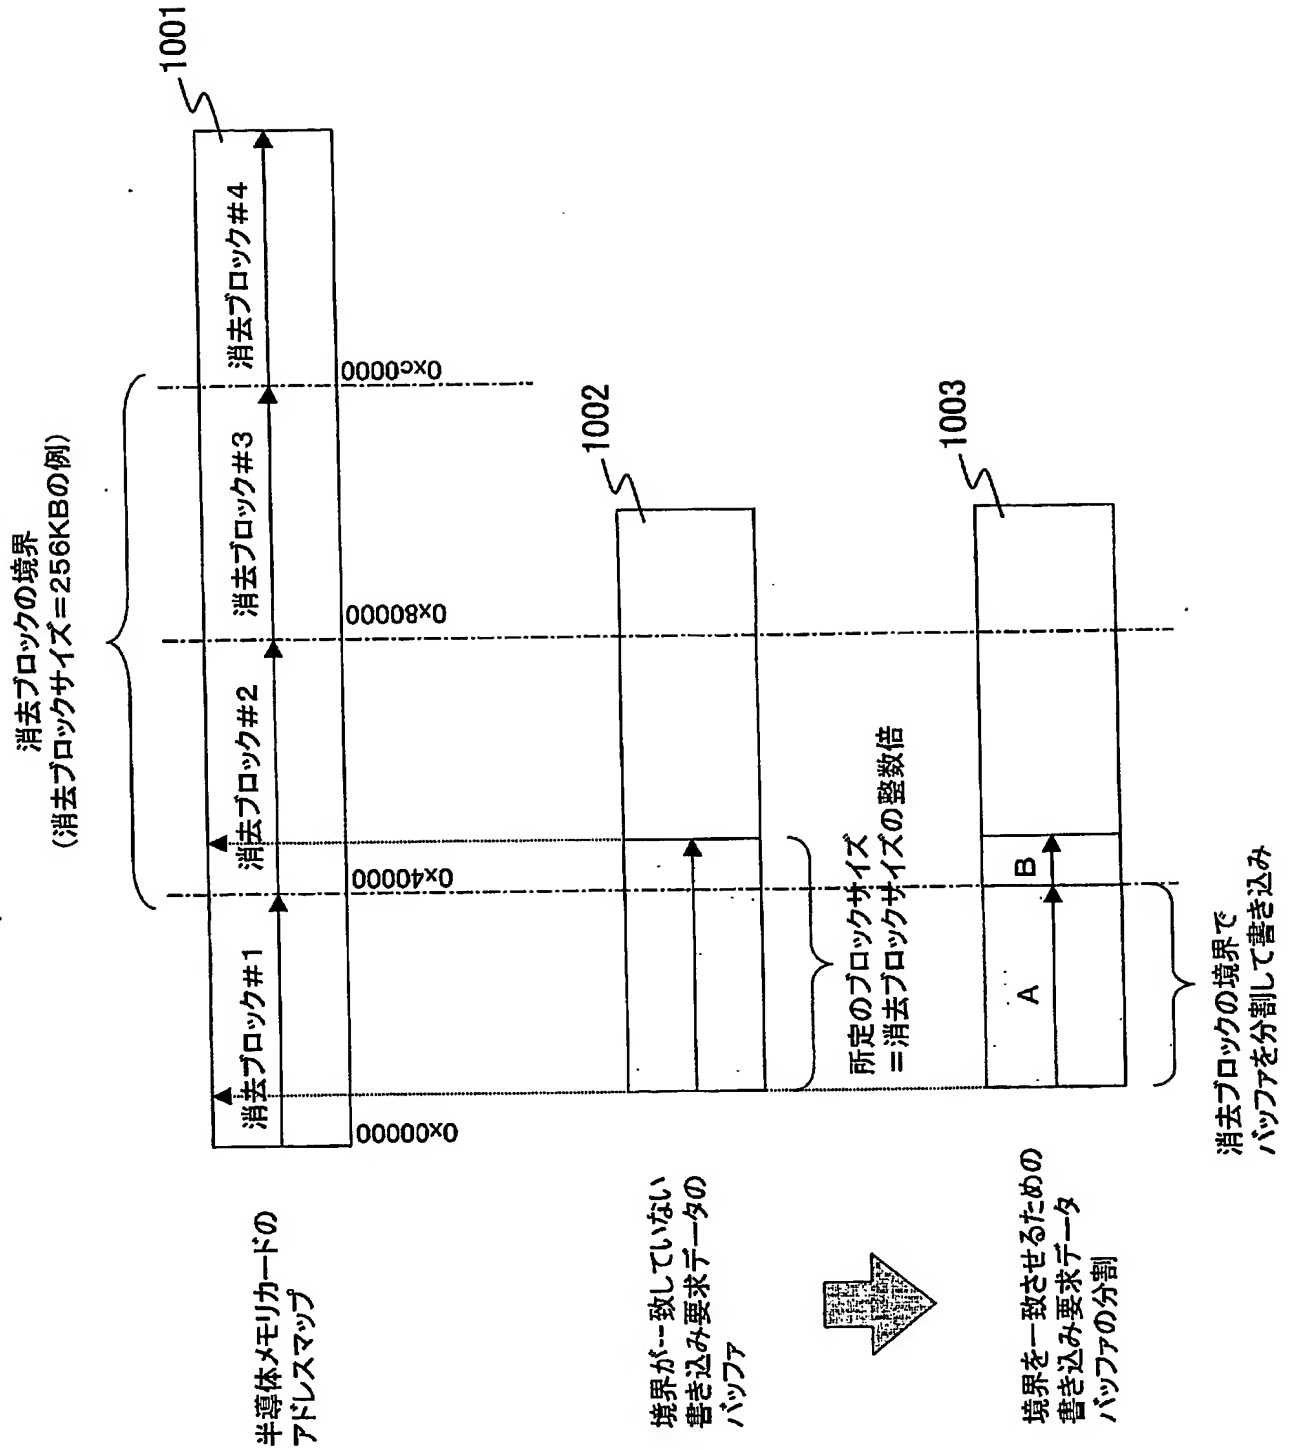 消去ブロックの境界
(消去ブロックサイズ=256KBの例)
1001
半導体メモリカードの
アドレスマップ
消去ブロック#1
消去ブロック#2
消去ブロック#3
消去ブロック#4
0x00000
0x40000
0x80000
0xc0000
1002
境界が一致していない
書き込み要求データの
バッファ
所定のブロックサイズ
=消去ブロックサイズの整数倍
1003
境界を一致させるための
書き込み要求データ
バッファの分割
A
B
消去ブロックの境界で
バッファを分割して書き込み